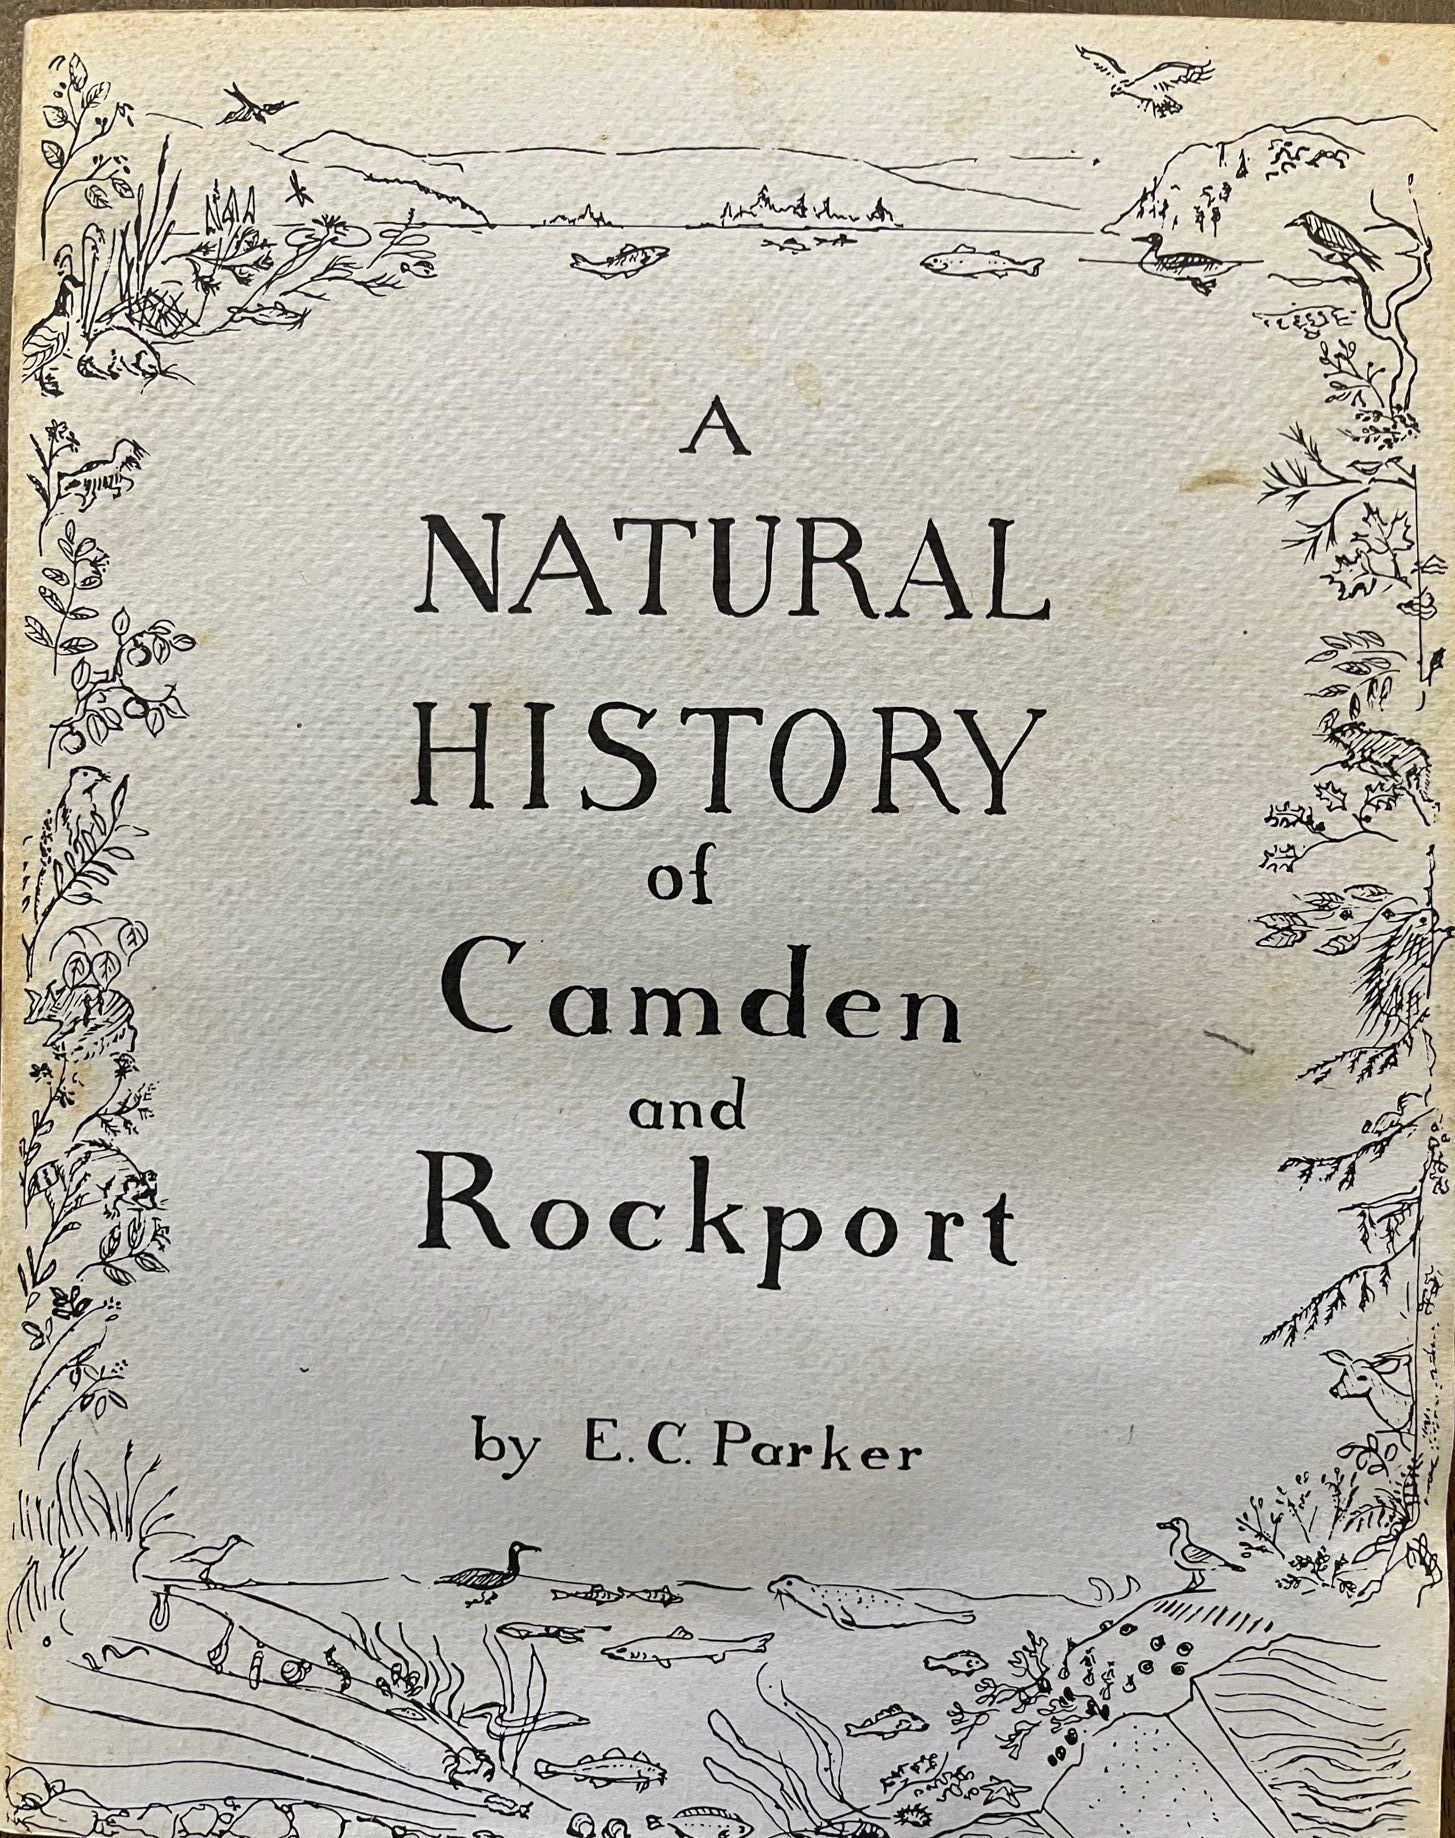 A
NATURAL
HISTORY
of
Camden
and
Rockport
by E.C. Parker